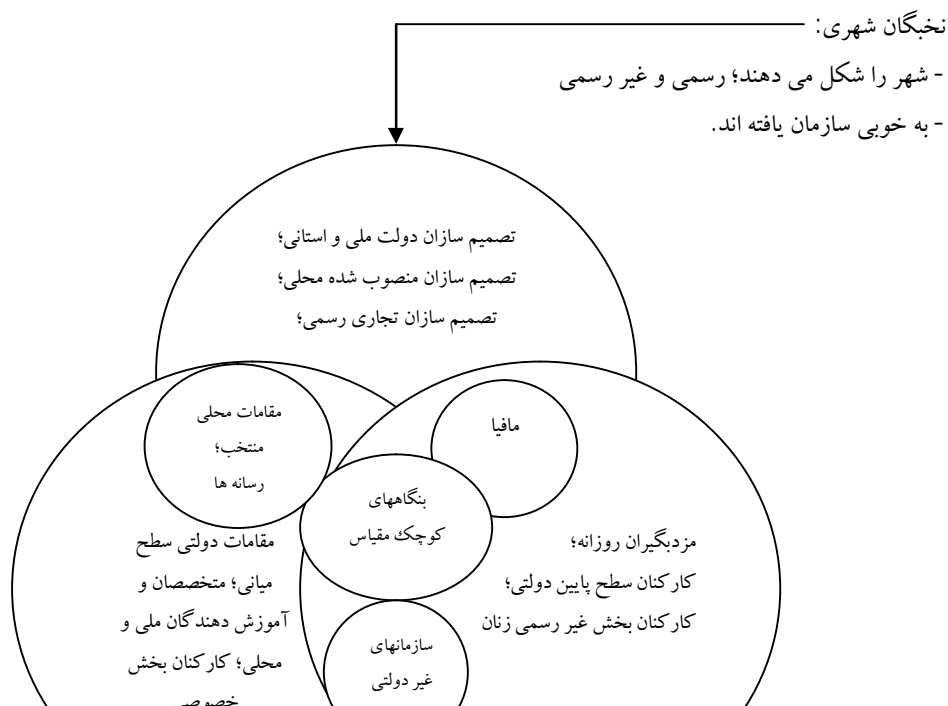 نخبگان شهری:
- شهر را شکل می دهند؛ رسمی و غیر رسمی
- به خوبی سازمان یافته اند.
تصمیم سازان دولت ملی و استانی؛
تصمیم سازان منصوب شده محلی؛
تصمیم سازان تجاری رسمی؛
مقامات محلی
منتخب؛
رسانه ها
مافیا
بنگاههای
کوچک مقیاس
مزدبگیران روزانه؛
کارکنان سطح پایین دولتی؛
کارکنان بخش غیر رسمی زنان
مقامات دولتی سطح
میانی؛ متخصصان و
آموزش دهندگان ملی و
محلی؛ کارکنان بخش
سازمانهای
غیر دولتی